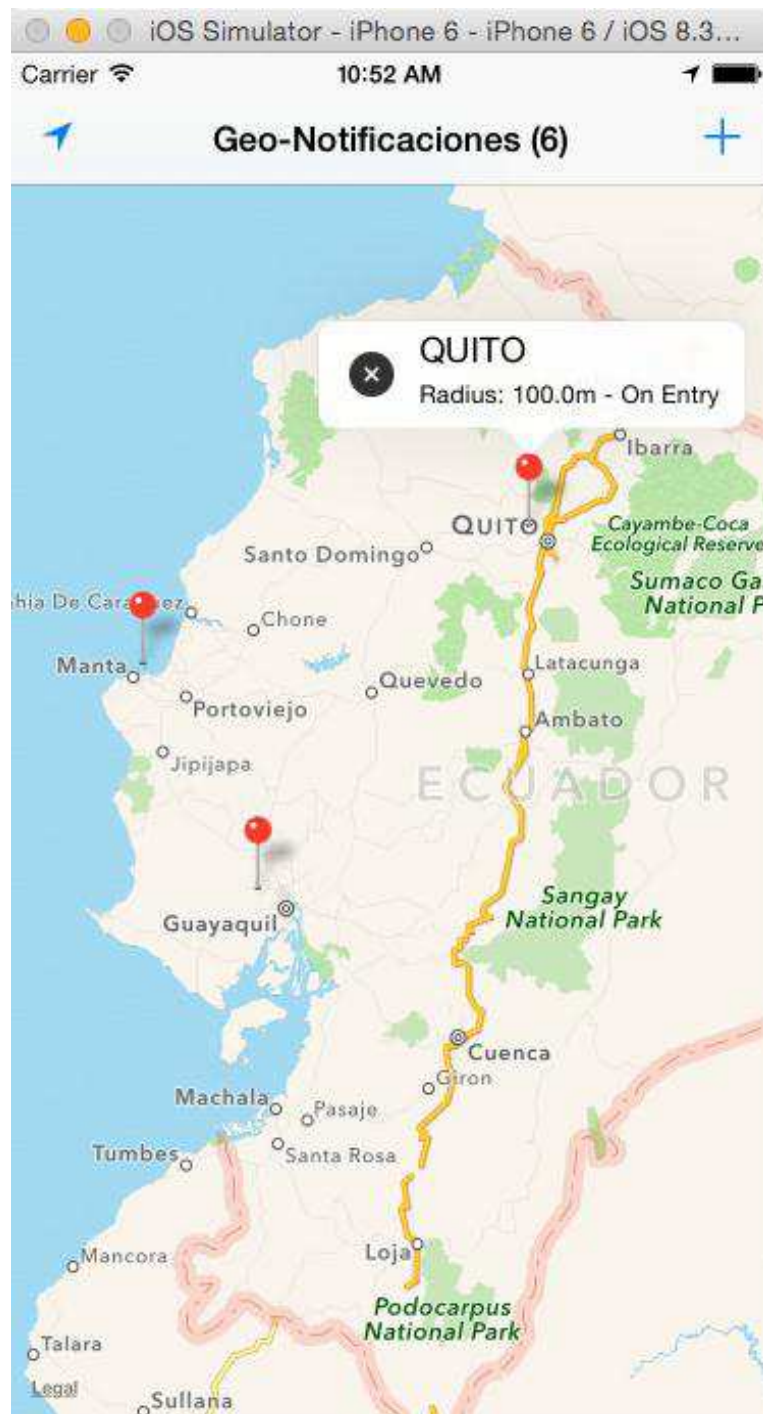 iOS Simulator - iPhone 6 - iPhone 6 / iOS 8.3...
Carrier 10:52 AM
Geo-Notificaciones (6)
QUITO
Radius: 100.0m - On Entry
Ibarra
QUITO
Cayambe-Coca
Ecological Reserve
Santo Domingo
Sumaco Ga
National P
hia De Car
Chone
Manta
Latacunga
Quevedo
Portoviejo
Ambato
Jipijapa
ECUADOR
Sangay
National Park
Guayaquil
Cuenca
Giron
Machala
Pasaje
Tumbes
Santa Rosa
Loja
Mancora
Podocarpus
National Park
Talara
Legal
Sullana